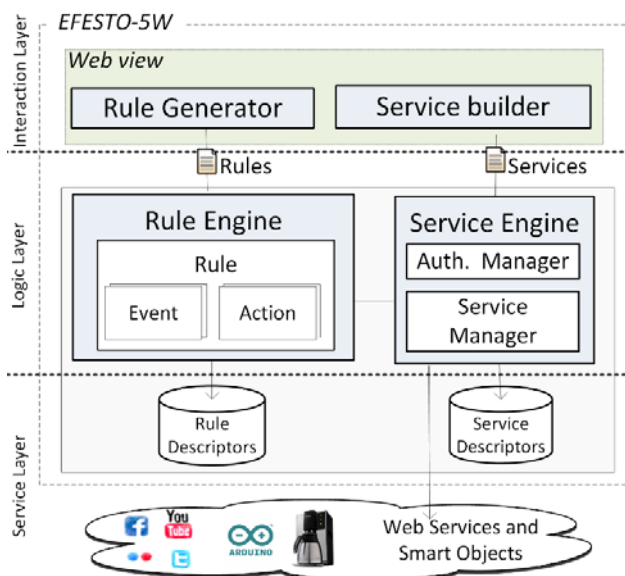 EFESTO-5W
Interaction Layer
Web view
Rule Generator
Service builder
Rules
Services
Logic Layer
Rule Engine
Rule
Event
Action
Service Engine
Auth. Manager
Service
Manager
Service Layer
Rule
Descriptors
Service
Descriptors
You
Tube
ARDUINO
Web Services and
Smart Objects